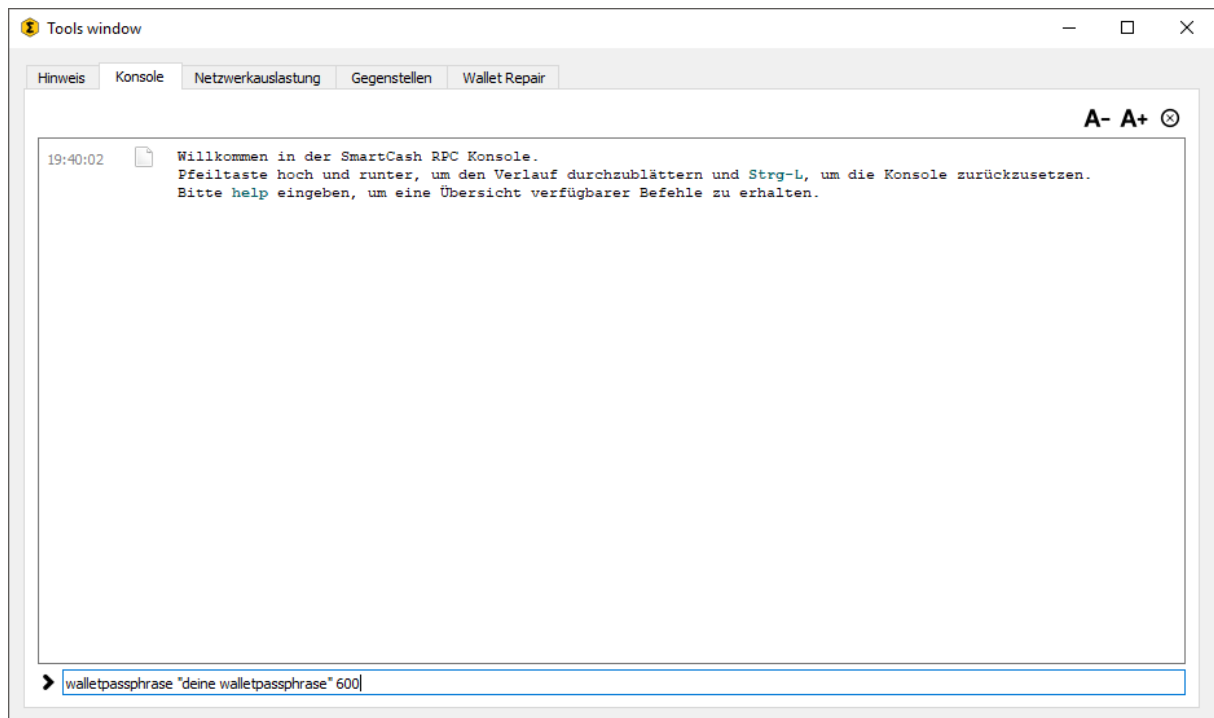 Tools window
Hinweis Konsole Netzwerkauslastung Gegenstellen Wallet Repair
A- A+
19:40:02 Willkommen in der SmartCash RPC Konsole.
Pfeiltaste hoch und runter, um den Verlauf durchzublättern und Strg-L, um die Konsole zurückzusetzen.
Bitte help eingeben, um eine Übersicht verfügbarer Befehle zu erhalten.
walletpassphrase "deine walletpassphrase" 600